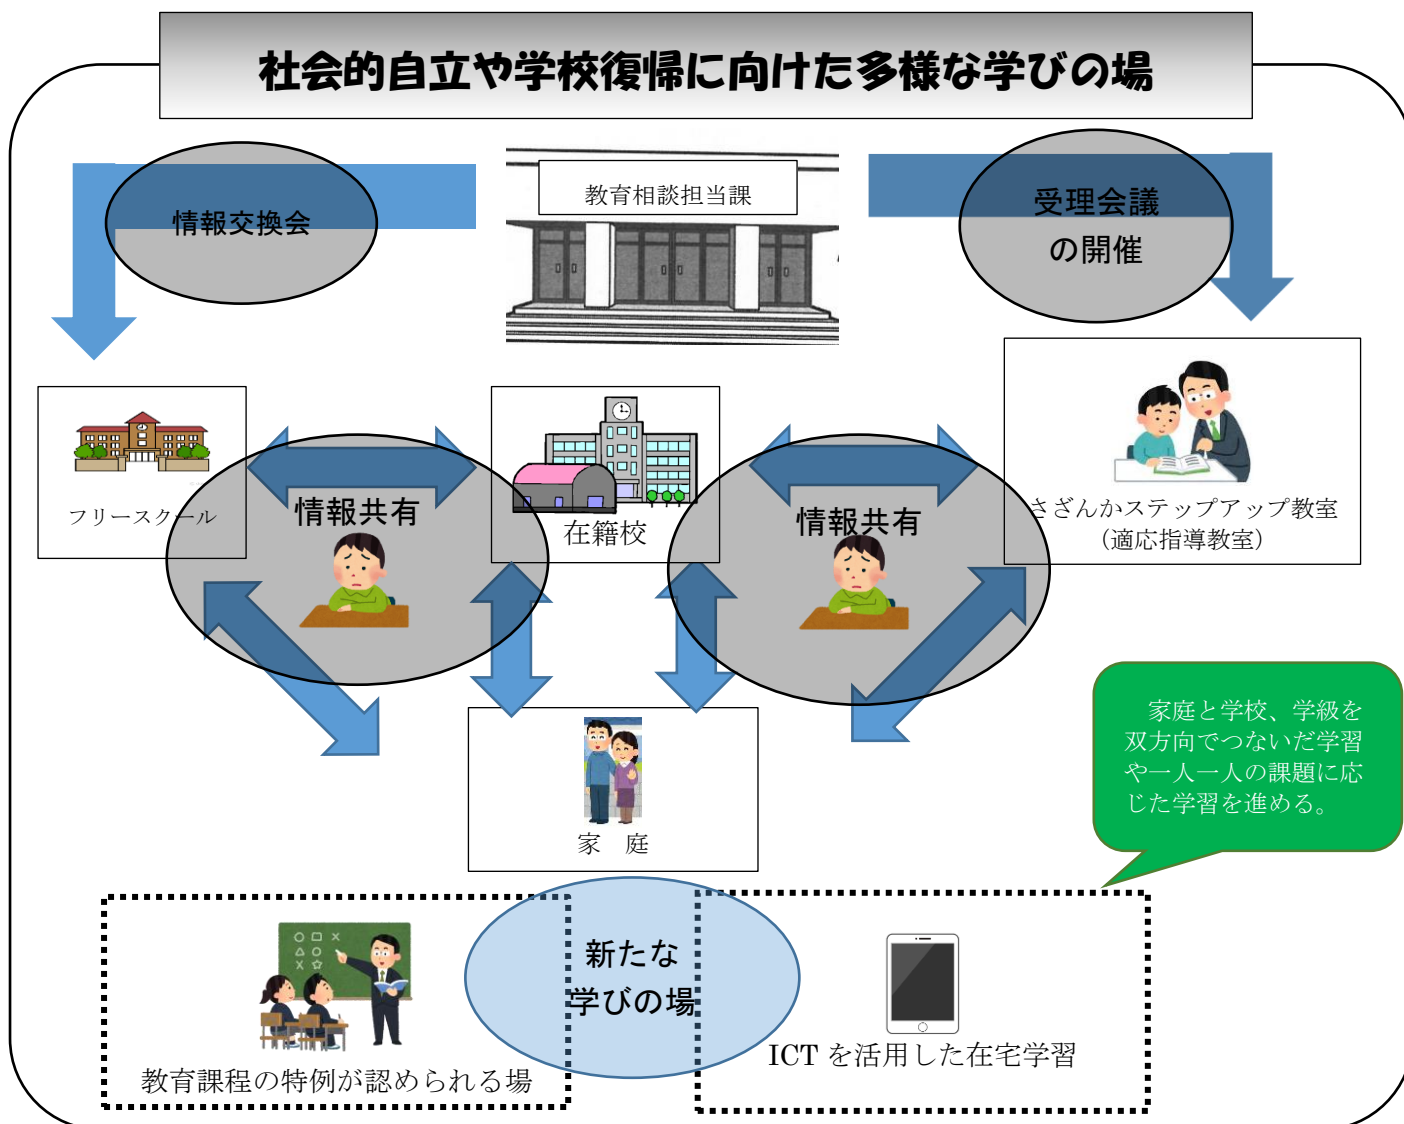 社会的自立や学校復帰に向けた多様な学びの場
教育相談担当課
情報交換会
受理会議
の開催
フリースクール
情報共有
在籍校
情報共有
さざんかステップアップ教室
（適応指導教室）
家　庭
家庭と学校、学級を
双方向でつないだ学習
や一人一人の課題に応
じた学習を進める。
新たな
学びの場
教育課程の特例が認められる場
ICT を活用した在宅学習